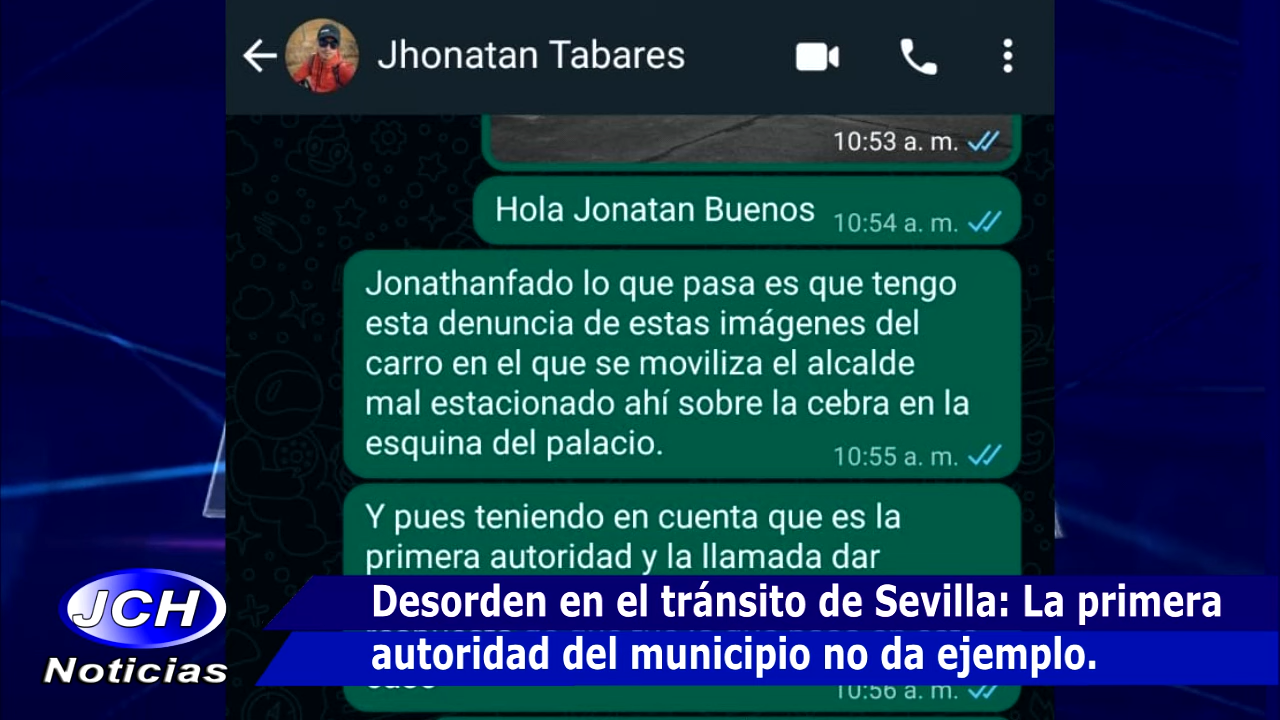 Jhonatan Tabares
10:53 a. m.
Hola Jonatan Buenos
10:54 a. m.
Jonathanfado lo que pasa es que tengo
esta denuncia de estas imágenes del
carro en el que se moviliza el alcalde
mal estacionado ahí sobre la cebra en la
esquina del palacio.
10:55 a. m.
Y pues teniendo en cuenta que es la
primera autoridad y la llamada dar
10:56 a. m.
JCH
Noticias
Desorden en el tránsito de Sevilla: La primera
autoridad del municipio no da ejemplo.